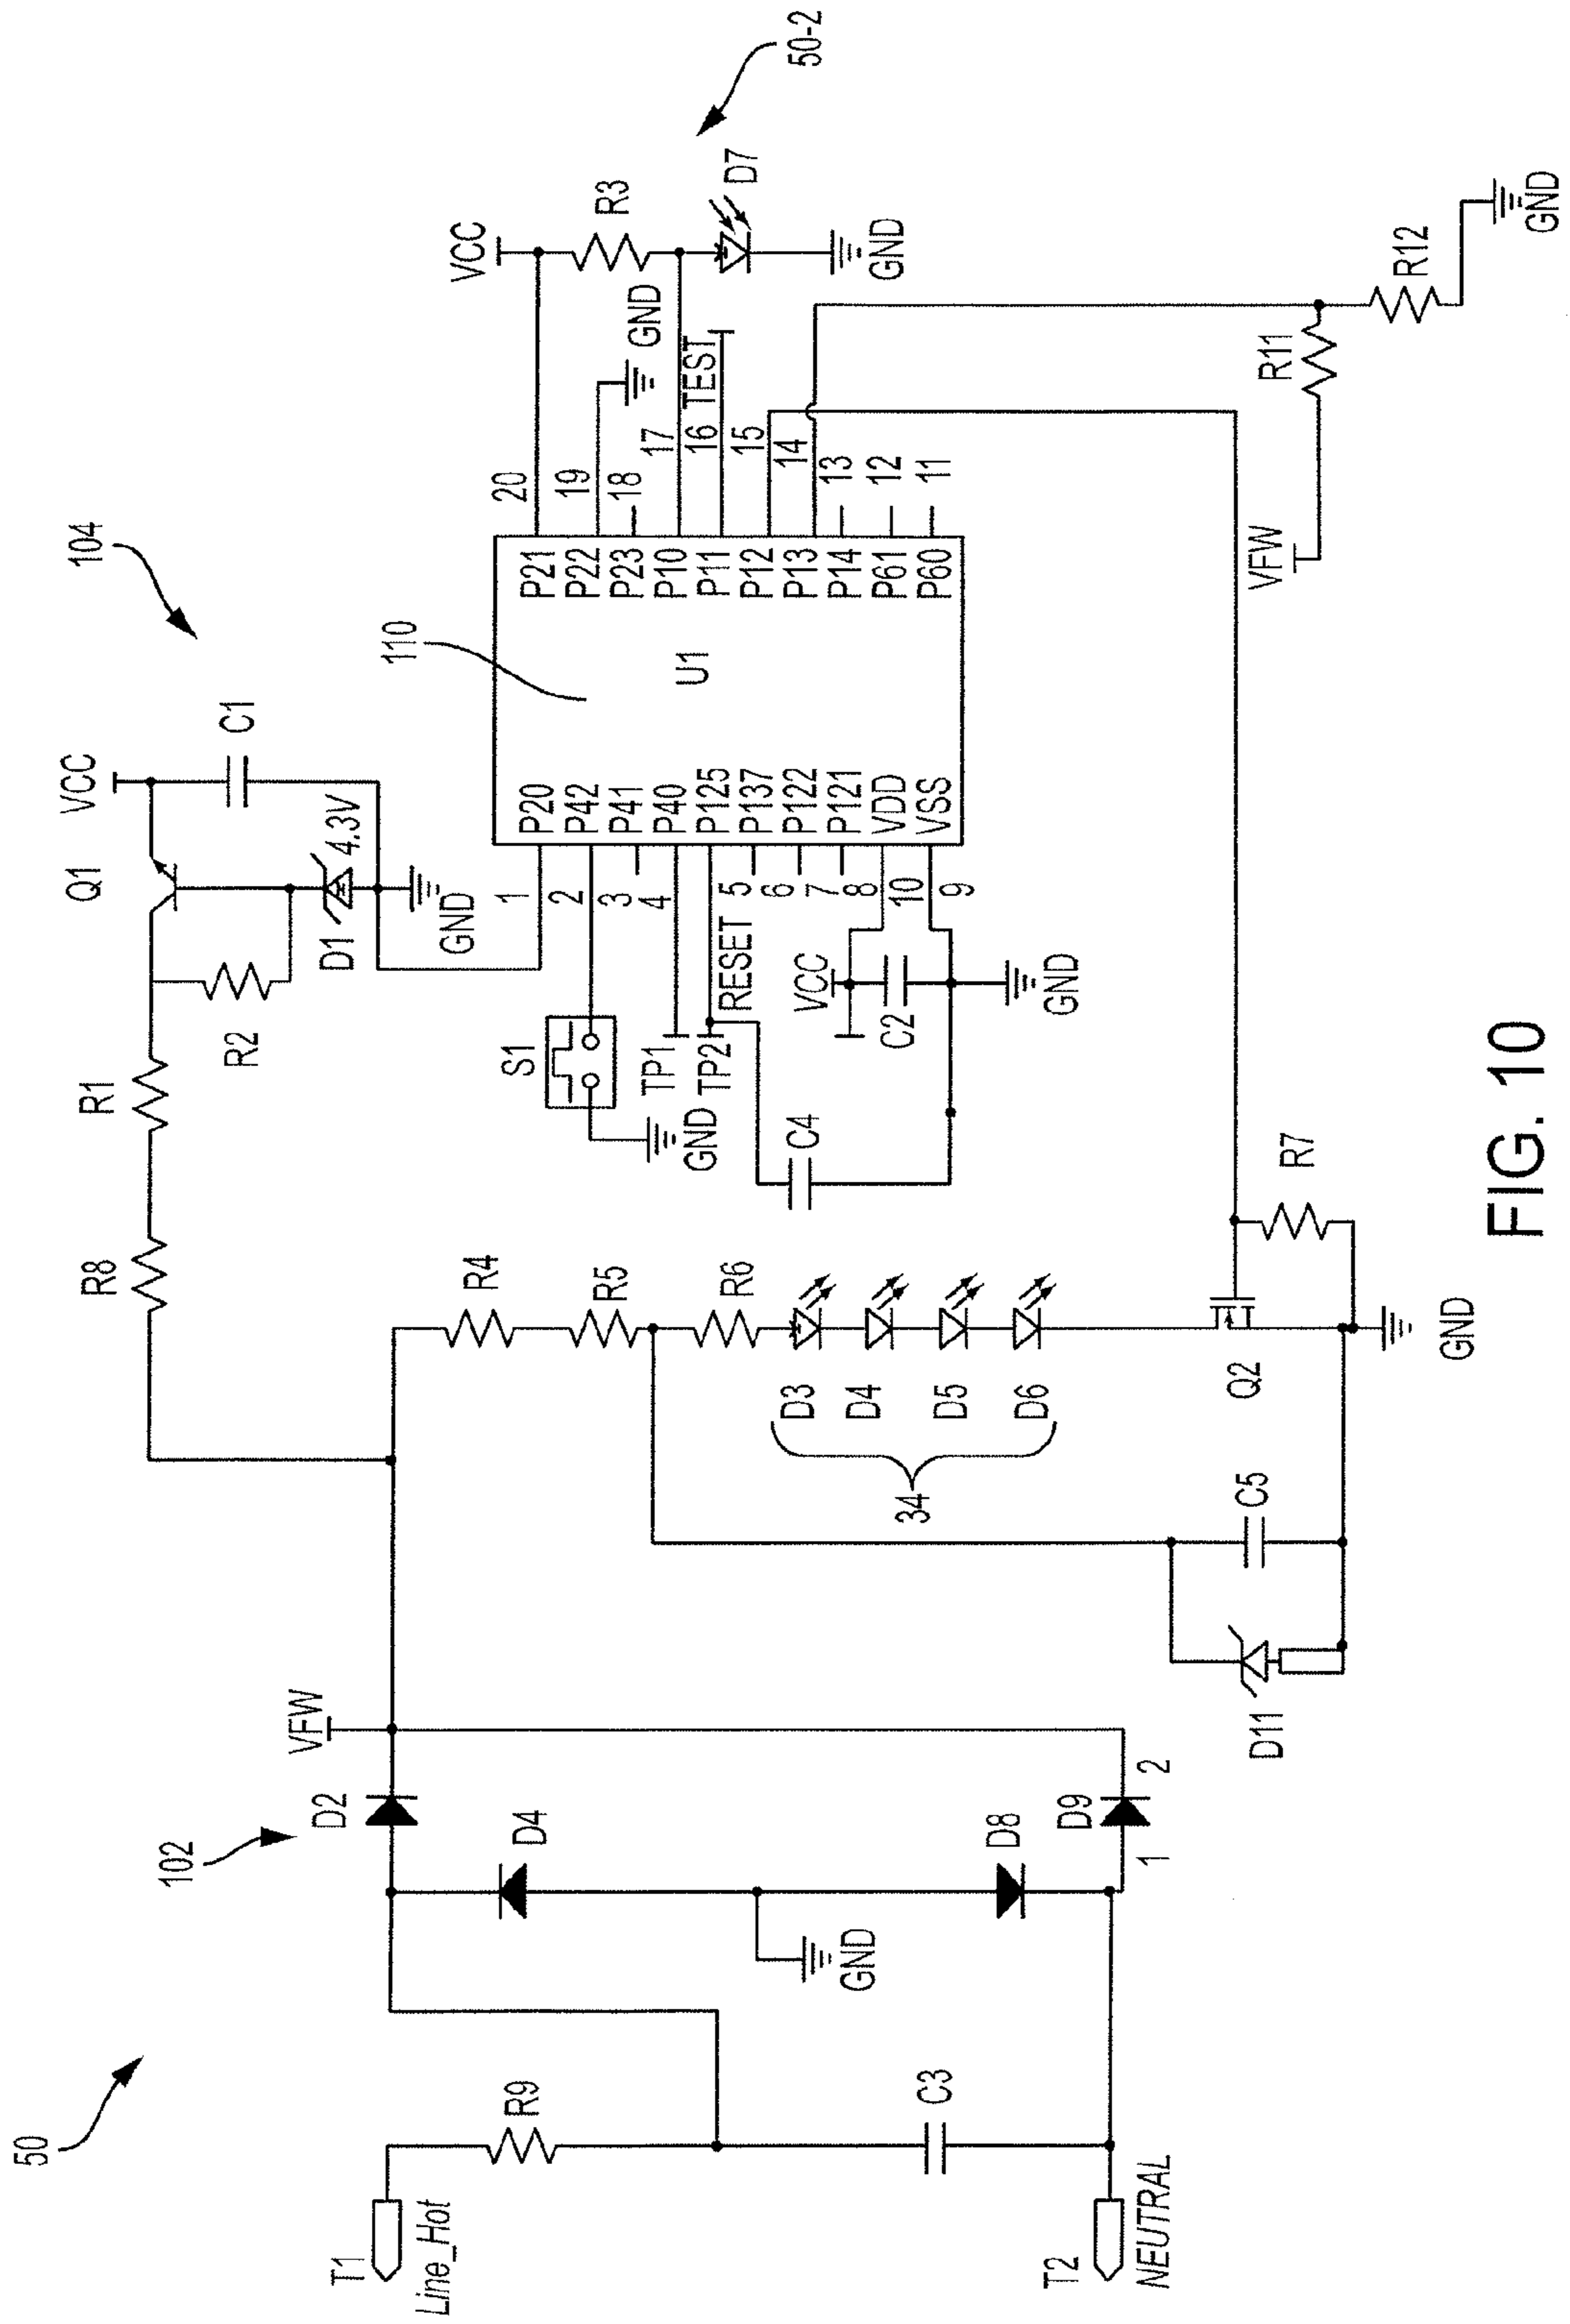 50
T1
Line_Hot
R9
C3
T2
NEUTRAL
102
D2
VFW
D4
GND
D8
D9
1
2
R8
R1
R2
Q1
VCC
D1
4.3V
C1
GND
104
R4
R5
R6
D3
D4
D5
D6
34
D11
C5
Q2
R7
GND
S1
GND
TP1
TP2
RESET
C4
VCC
C2
GND
1
2
3
4
5
6
7
8
10
9
110
U1
P20
P42
P41
P40
P125
P137
P122
P121
VDD
VSS
P21
P22
P23
P10
P11
P12
P13
P14
P61
P60
20
19
18
17
16
15
14
13
12
11
GND
TEST
VCC
R3
D7
GND
50-2
VFW
R11
R12
GND
FIG. 10